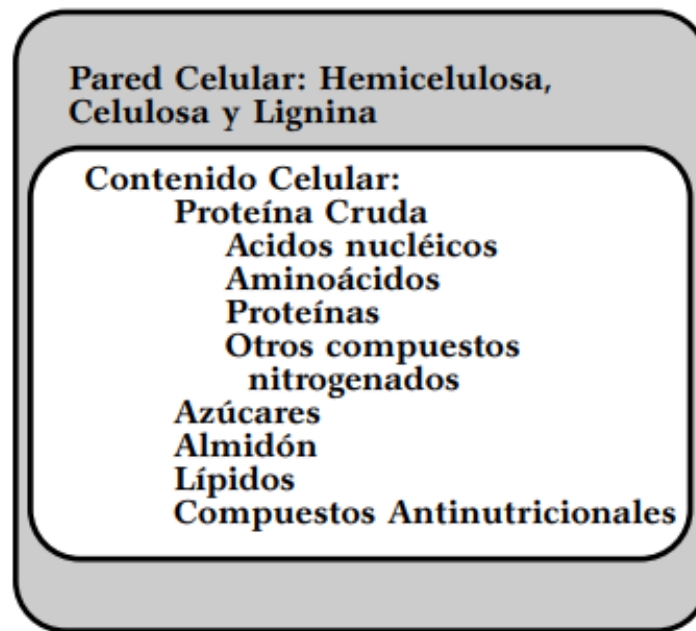 Pared Celular: Hemicelulosa,
Celulosa y Lignina
Contenido Celular:
Proteína Cruda
Acidos nucléicos
Aminoácidos
Proteínas
Otros compuestos
nitrogenados
Azúcares
Almidón
Lípidos
Compuestos Antinutricionales